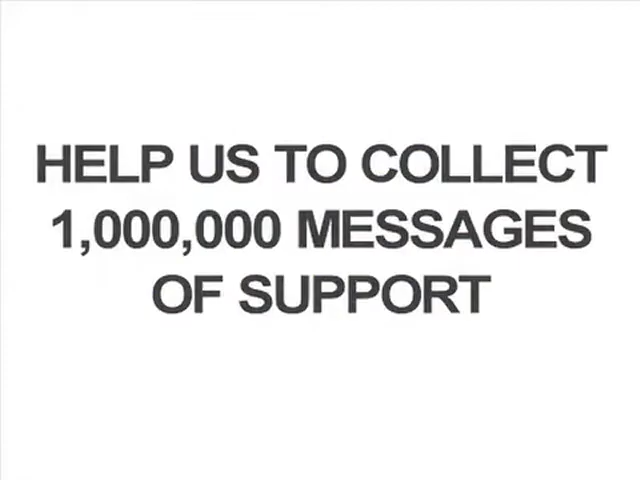 HELP US TO COLLECT
1,000,000 MESSAGES
OF SUPPORT